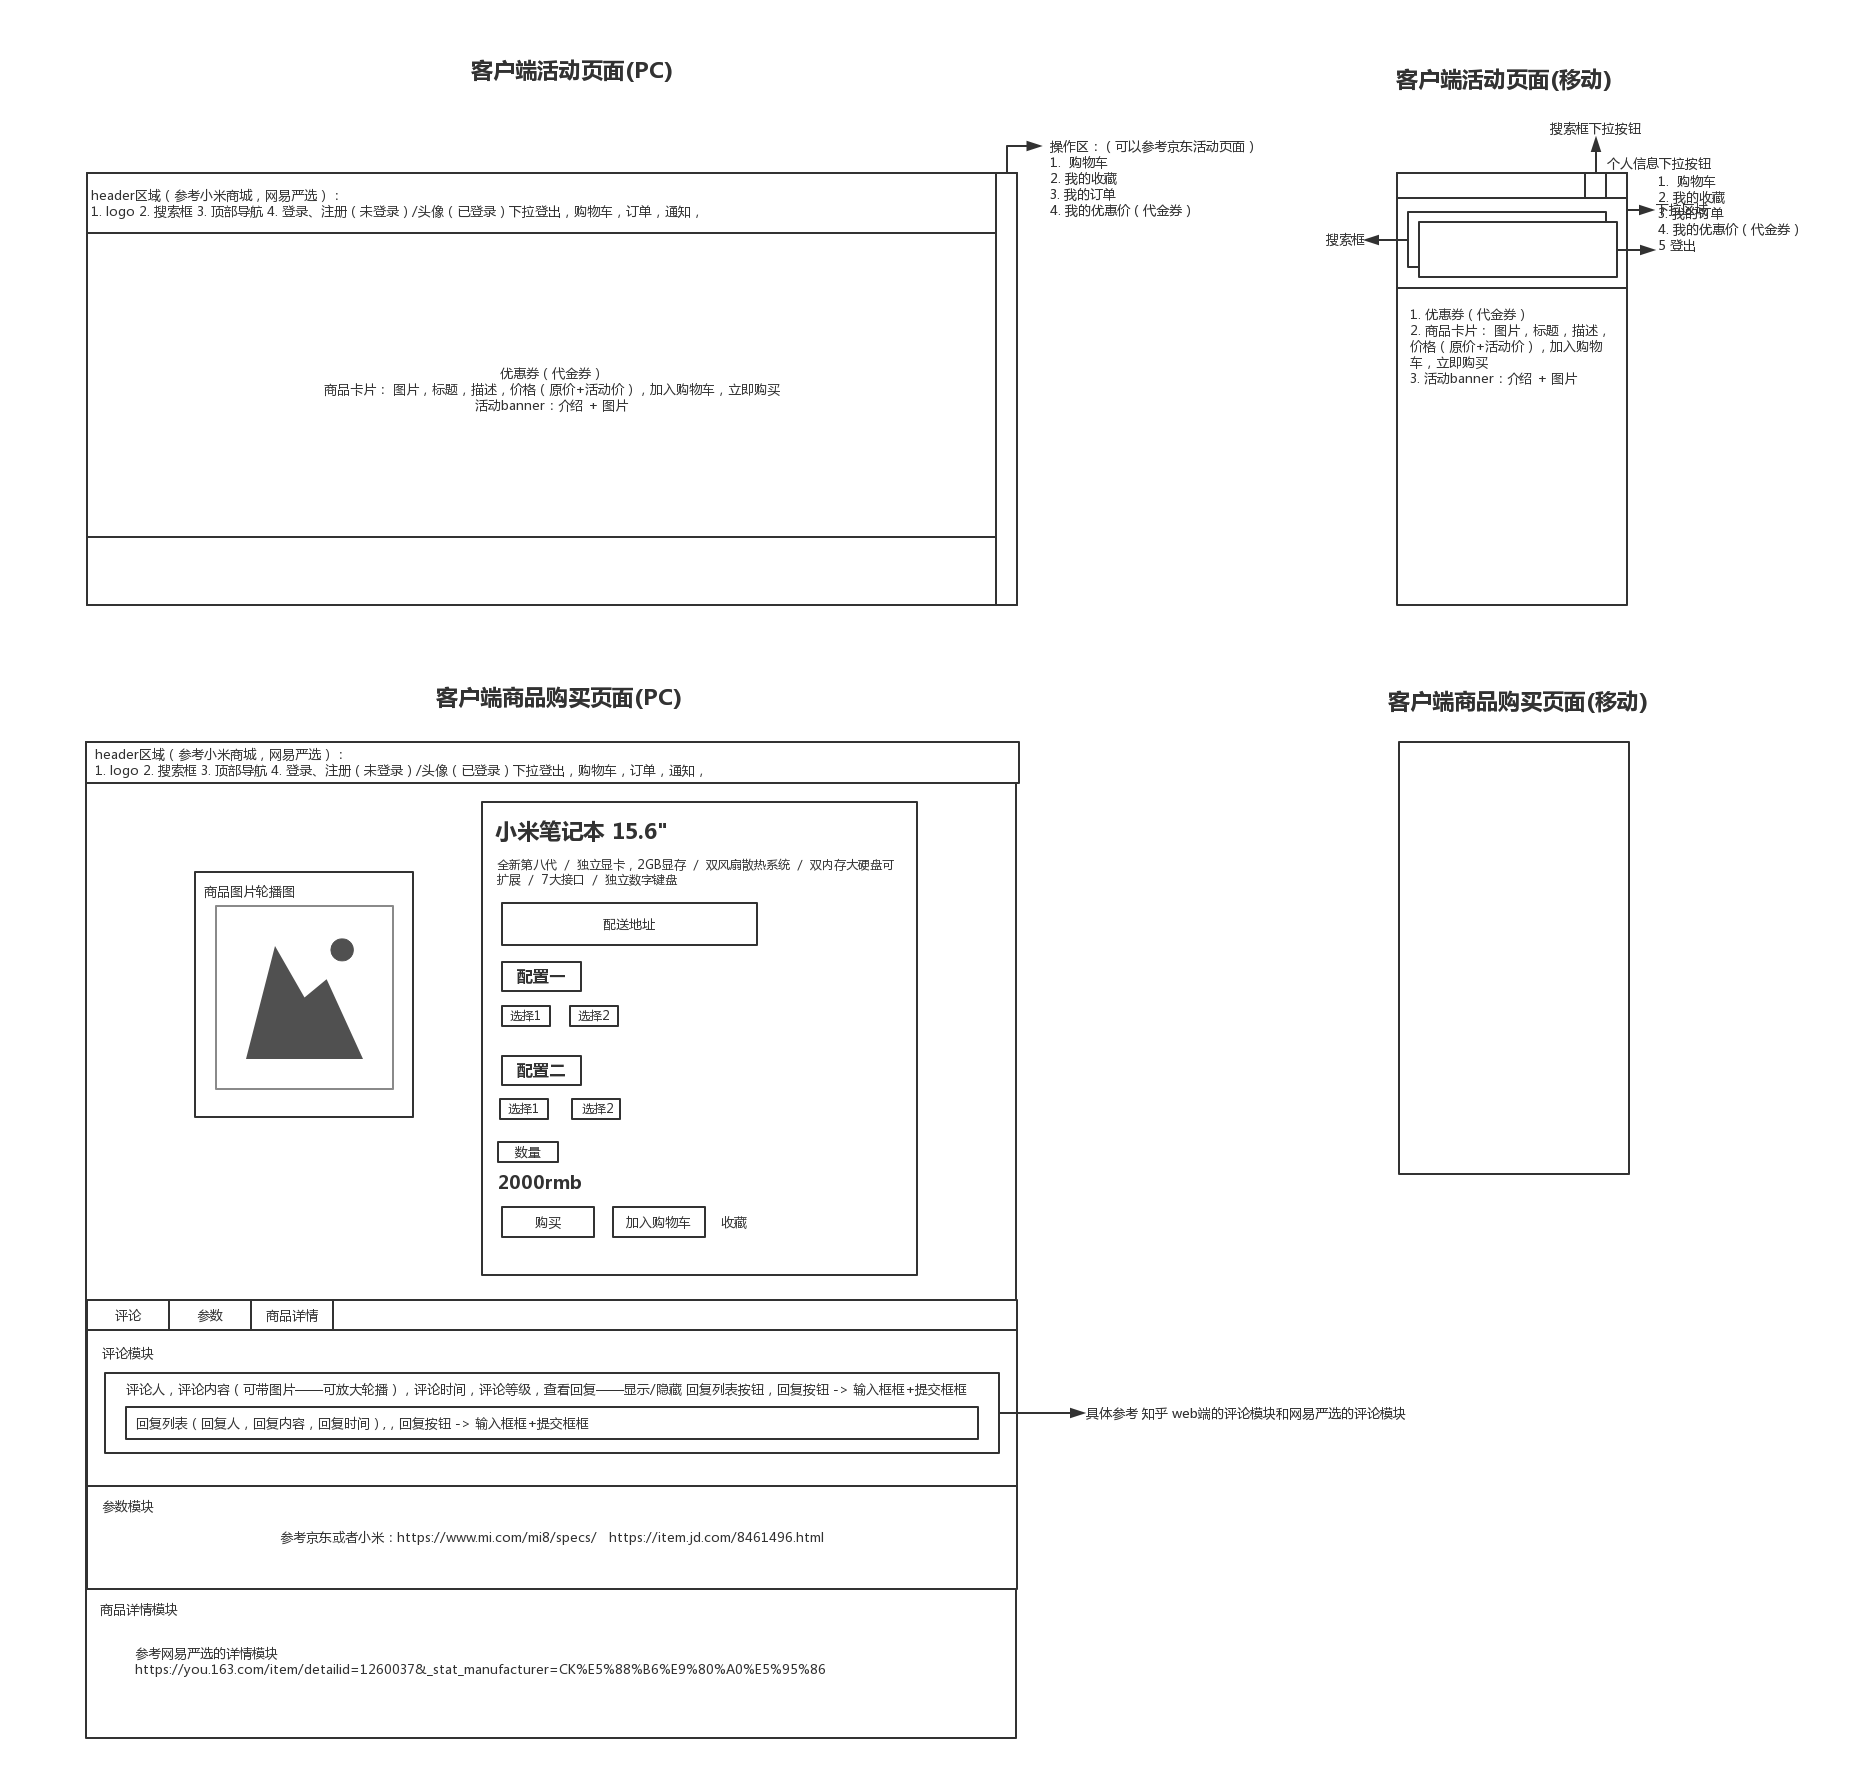 客户端活动页面(PC)
客户端活动页面(移动)
搜索框下拉按钮
操作区：（可以参考京东活动页面）
1. 购物车
2. 我的收藏
3. 我的订单
4. 我的优惠价（代金券）
个人信息下拉按钮
1. 购物车
2. 我的收藏
下拉区域
3. 我的订单
4. 我的优惠价（代金券）
5 登出
header区域（参考小米商城，网易严选）：
1. logo 2. 搜索框 3. 顶部导航 4. 登录、注册（未登录）/头像（已登录）下拉登出，购物车，订单，通知，
搜索框
优惠券（代金券）
商品卡片： 图片，标题，描述，价格（原价+活动价），加入购物车，立即购买
活动banner：介绍 + 图片
1. 优惠券（代金券）
2. 商品卡片： 图片，标题，描述，
价格（原价+活动价），加入购物
车，立即购买
3. 活动banner：介绍 + 图片
客户端商品购买页面(PC)
客户端商品购买页面(移动)
header区域（参考小米商城，网易严选）：
1. logo 2. 搜索框 3. 顶部导航 4. 登录、注册（未登录）/头像（已登录）下拉登出，购物车，订单，通知，
商品图片轮播图
小米笔记本 15.6"
全新第八代 / 独立显卡，2GB显存 / 双风扇散热系统 / 双内存大硬盘可
扩展 / 7大接口 / 独立数字键盘
配送地址
配置一
选择1 选择2
配置二
选择1 选择2
数量
2000rmb
购买 加入购物车 收藏
评论 参数 商品详情
评论模块
评论人，评论内容（可带图片——可放大轮播），评论时间，评论等级，查看回复——显示/隐藏 回复列表按钮，回复按钮 -> 输入框框+提交框框
回复列表（回复人，回复内容，回复时间）,，回复按钮 -> 输入框框+提交框框
具体参考 知乎 web端的评论模块和网易严选的评论模块
参数模块
参考京东或者小米：https://www.mi.com/mi8/specs/ https://item.jd.com/8461496.html
商品详情模块
参考网易严选的详情模块
https://you.163.com/item/detailid=1260037&_stat_manufacturer=CK%E5%88%B6%E9%80%A0%E5%95%86